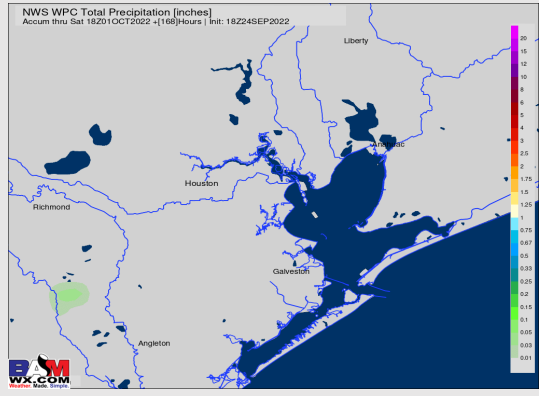 NWS WPC Total Precipitation [inches]
Accum thru Sat 18Z01OCT2022 +[168]Hours | Init: 18Z24SEP2022
Liberty
Anahuac
Houston
Richmond
Galveston
Angleton
20
15
12
10
8
6
5
4
3
2.5
2
1.75
1.5
1.25
1
0.75
0.67
0.5
0.33
0.25
0.2
0.15
0.1
0.05
0.03
0.01
BAM
WX.COM
Weather. Made. Simple.